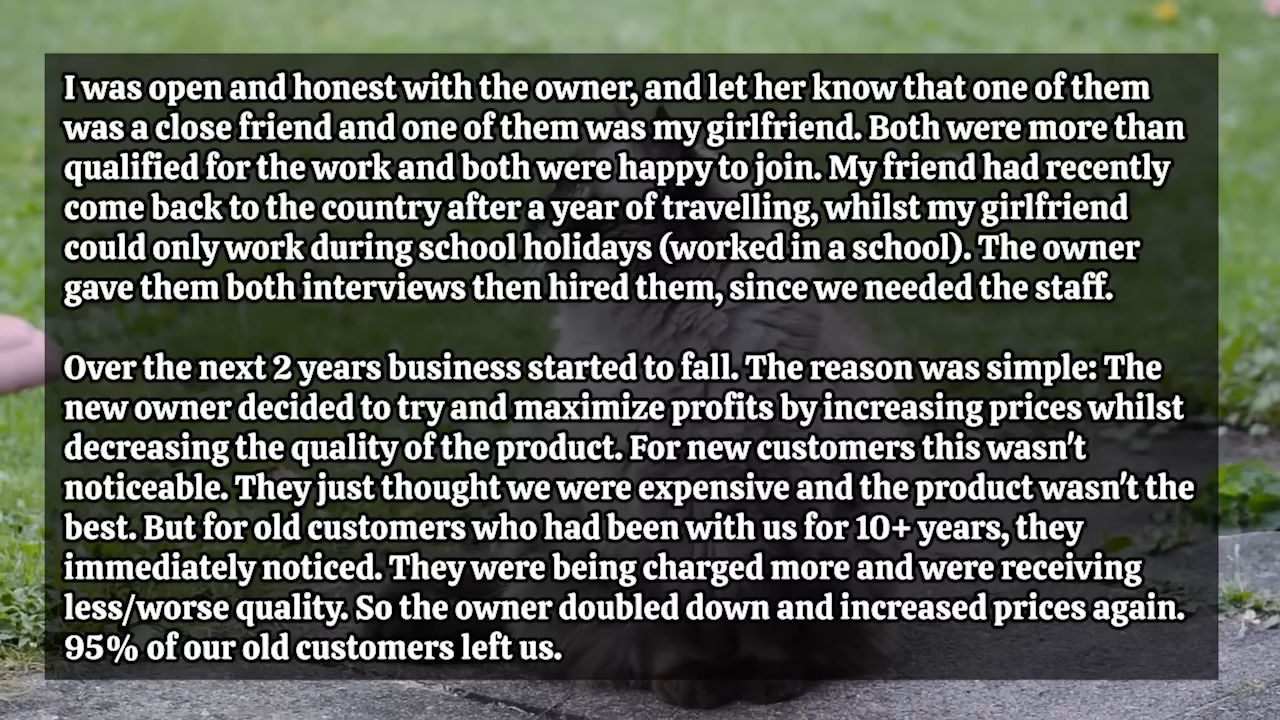 I was open and honest with the owner, and let her know that one of them
was a close friend and one of them was my girlfriend. Both were more than
qualified for the work and both were happy to join. My friend had recently
come back to the country after a year of travelling, whilst my girlfriend
could only work during school holidays (worked in a school). The owner
gave them both interviews then hired them, since we needed the staff.
Over the next 2 years business started to fall. The reason was simple: The
new owner decided to try and maximize profits by increasing prices whilst
decreasing the quality of the product. For new customers this wasn't
noticeable. They just thought we were expensive and the product wasn't the
best. But for old customers who had been with us for 10+ years, they
immediately noticed. They were being charged more and were receiving
less/worse quality. So the owner doubled down and increased prices again.
95% of our old customers left us.